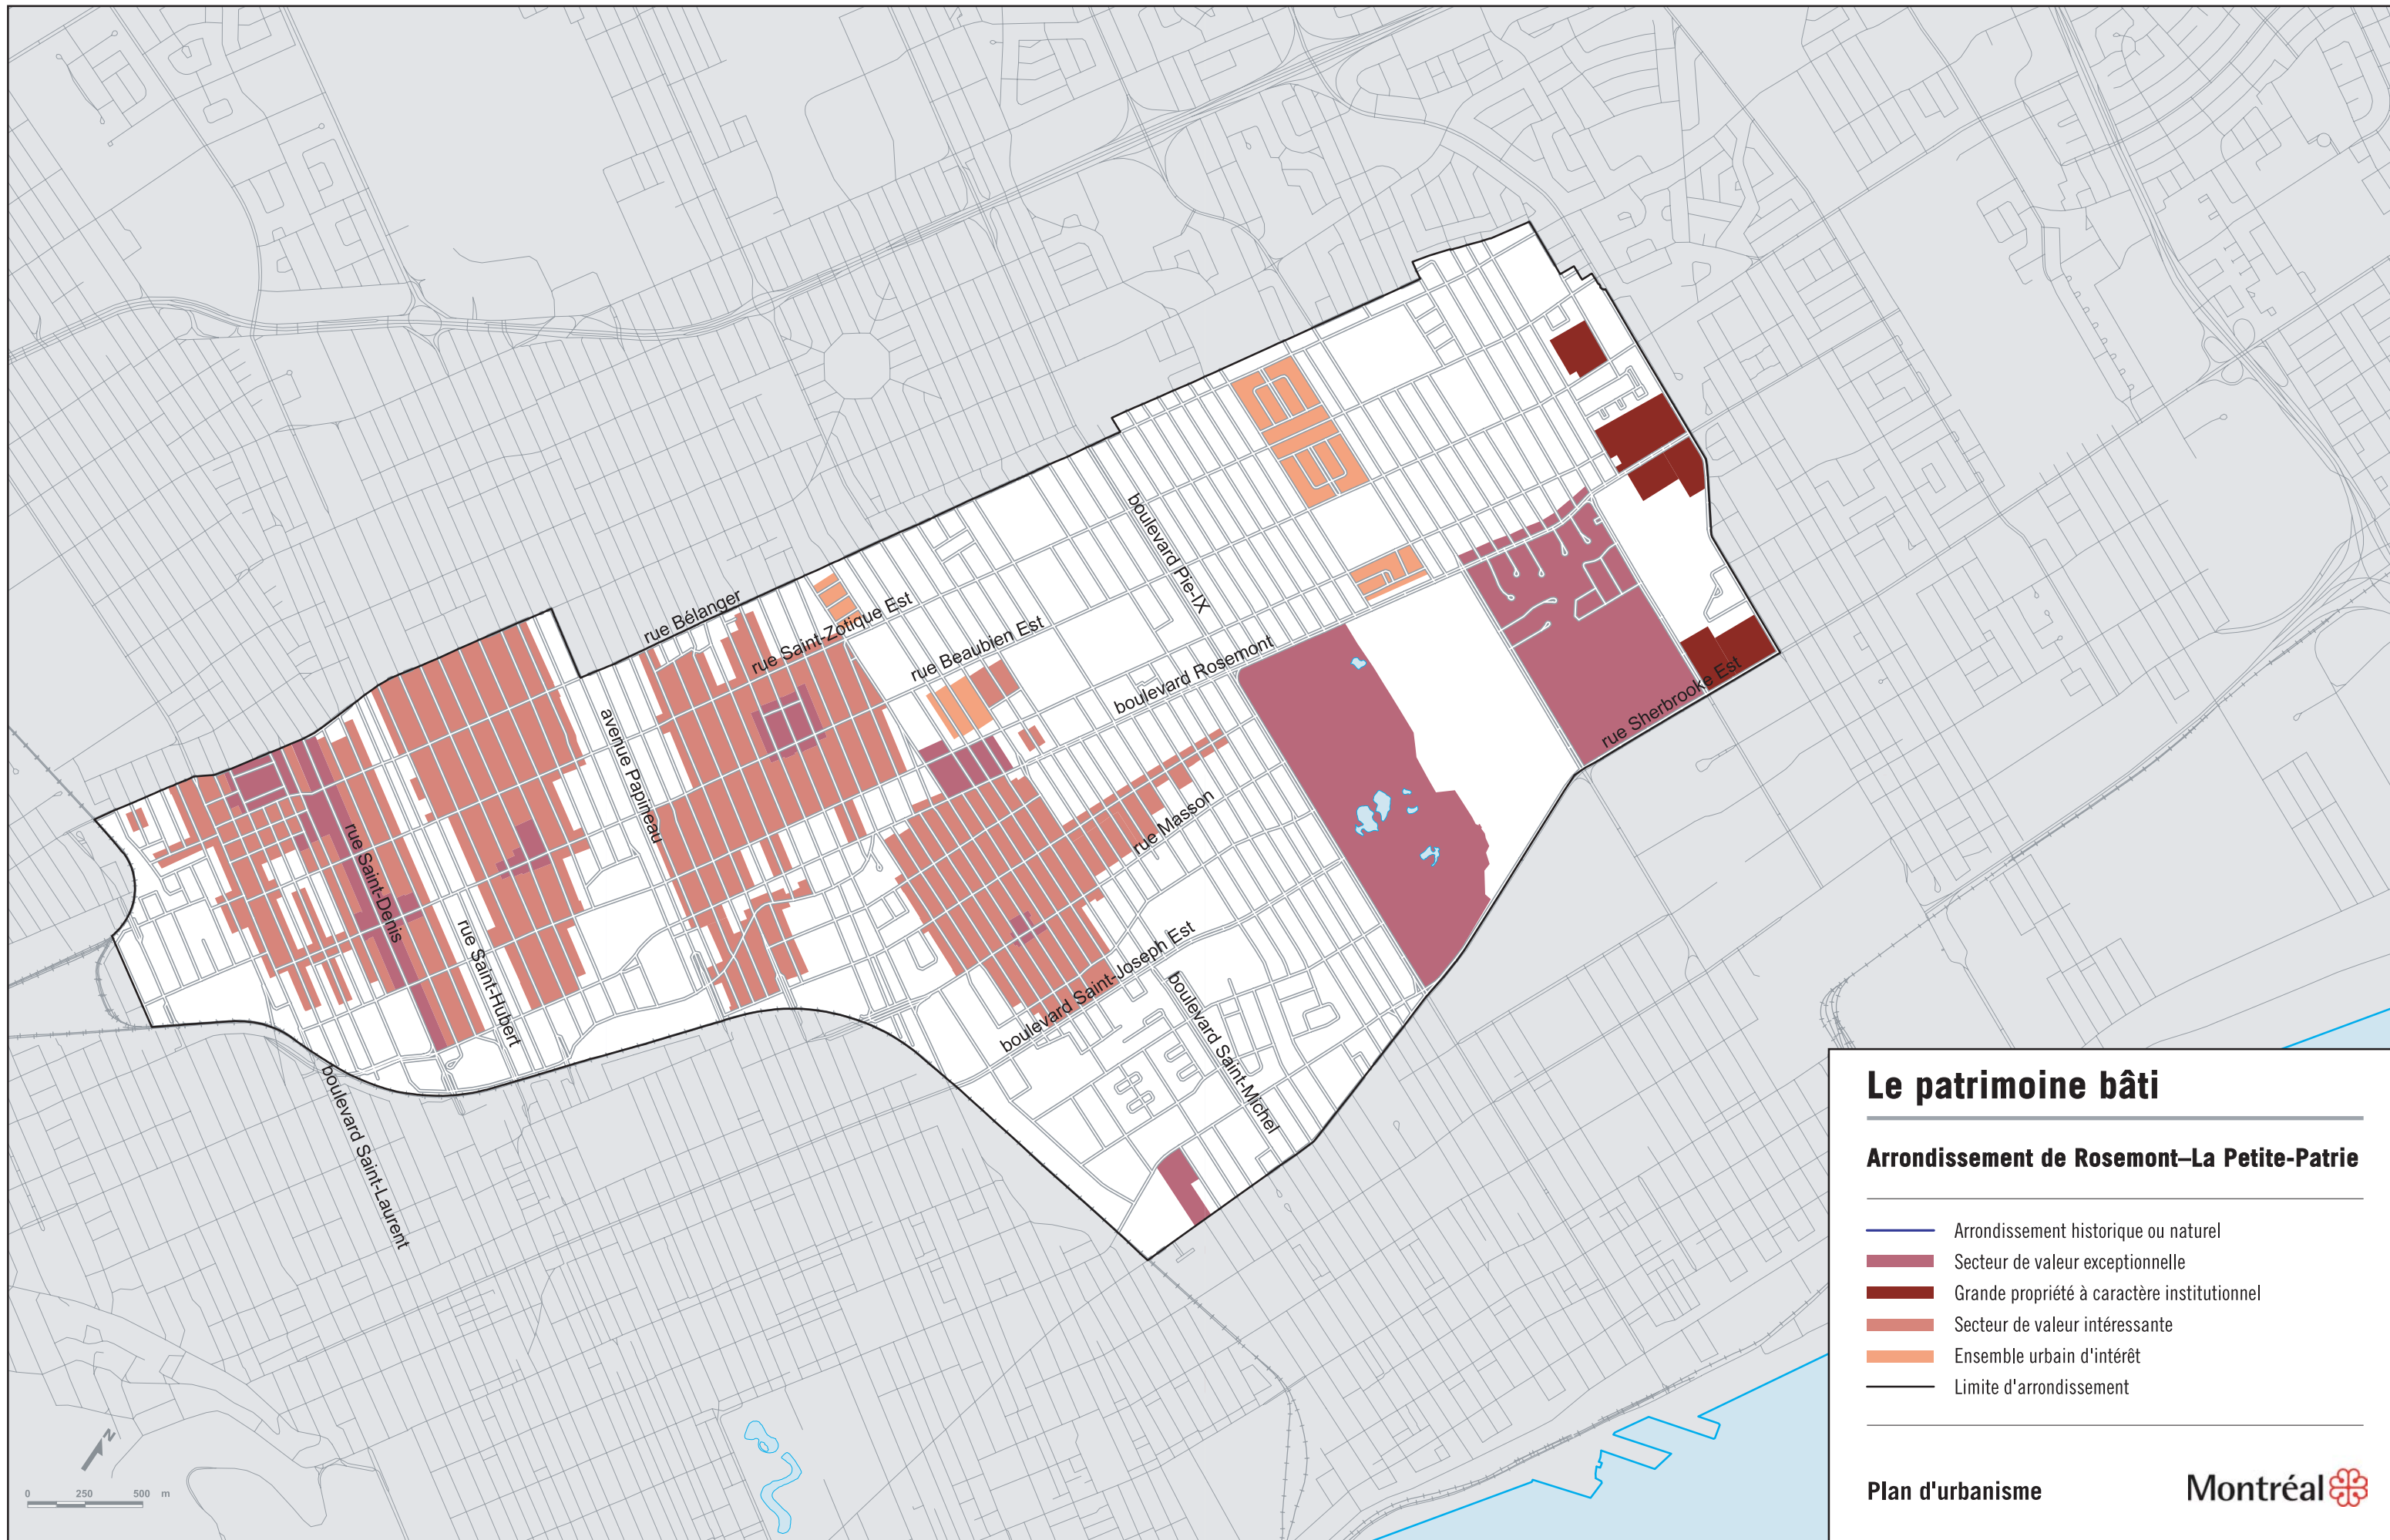 rue Bélanger
rue Saint-Zotique Est
rue Beaubien Est
boulevard Pie-IX
boulevard Rosemont
rue Sherbrooke Est
avenue Papineau
rue Masson
rue Saint-Denis
rue Saint-Hubert
boulevard Saint-Joseph Est
boulevard Saint-Michel
boulevard Saint-Laurent
N
0 250 500 m
Le patrimoine bâti
Arrondissement de Rosemont–La Petite-Patrie
Arrondissement historique ou naturel
Secteur de valeur exceptionnelle
Grande propriété à caractère institutionnel
Secteur de valeur intéressante
Ensemble urbain d'intérêt
Limite d'arrondissement
Plan d'urbanisme
Montréal